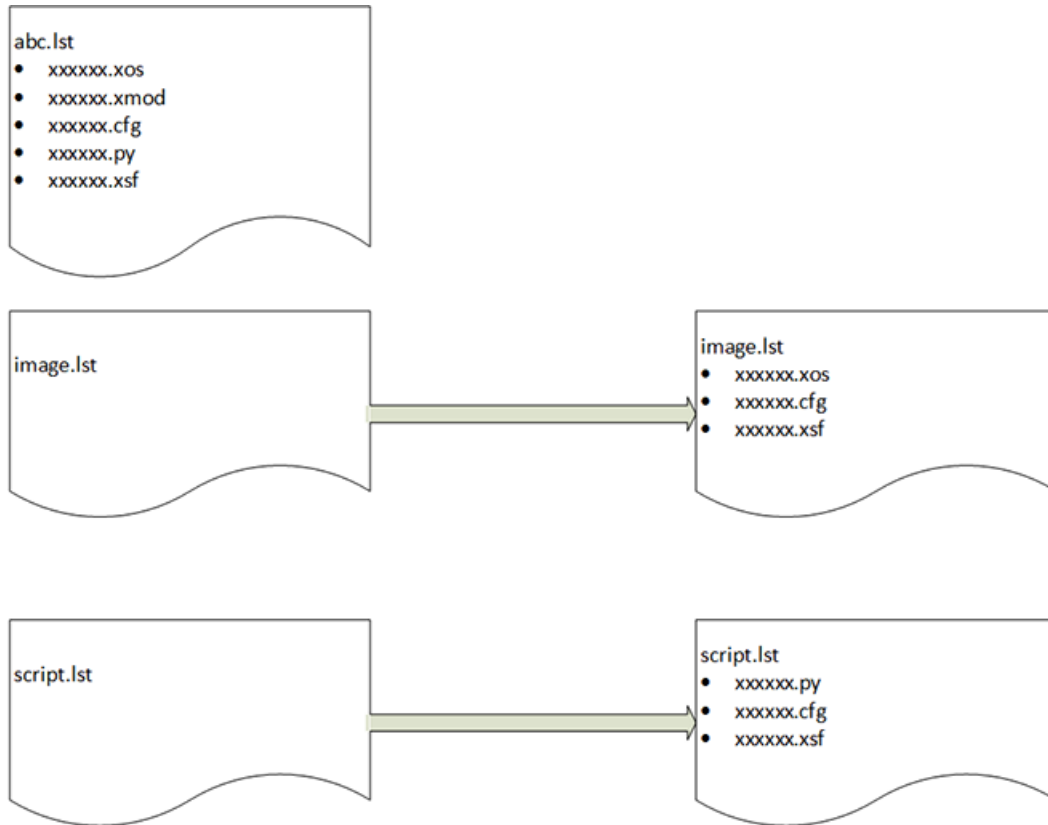 abc.lst
• xxxxxx.xos
• xxxxxx.xmod
• xxxxxx.cfg
• xxxxxx.py
• xxxxxx.xsf
image.lst
image.lst
• xxxxxx.xos
• xxxxxx.cfg
• xxxxxx.xsf
script.lst
script.lst
• xxxxxx.py
• xxxxxx.cfg
• xxxxxx.xsf